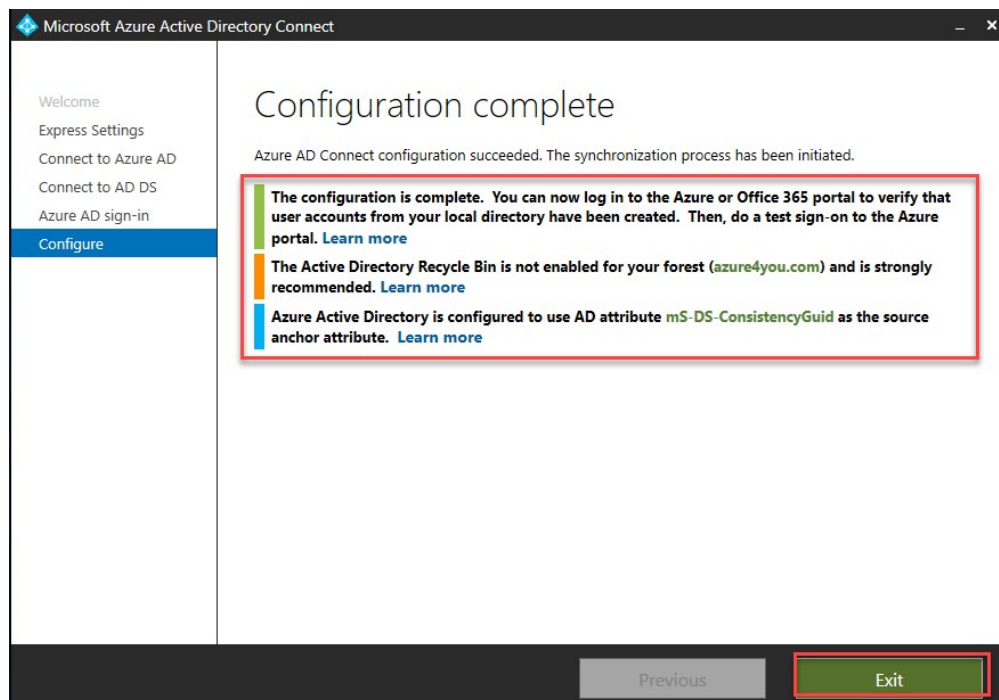 Microsoft Azure Active Directory Connect
Welcome
Express Settings
Connect to Azure AD
Connect to AD DS
Azure AD sign-in
Configure
Configuration complete
Azure AD Connect configuration succeeded. The synchronization process has been initiated.
The configuration is complete. You can now log in to the Azure or Office 365 portal to verify that
user accounts from your local directory have been created. Then, do a test sign-on to the Azure
portal. Learn more
The Active Directory Recycle Bin is not enabled for your forest (azure4you.com) and is strongly
recommended. Learn more
Azure Active Directory is configured to use AD attribute mS-DS-ConsistencyGuid as the source
anchor attribute. Learn more
Previous
Exit